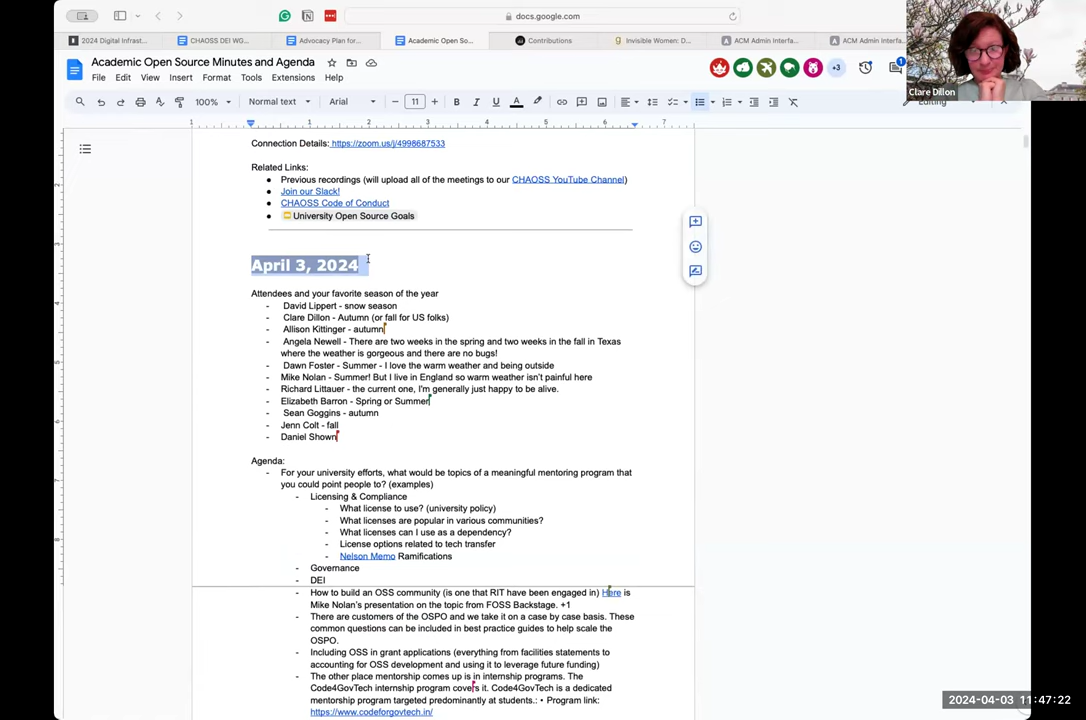 docs.google.com
2024 Digital Infrast...
CHAOSS DEI WG...
Advocacy Plan for...
Academic Open So...
Contributions
Invisible Women: D...
ACM Admin Interfa...
ACM Admin Interfa...
Academic Open Source Minutes and Agenda
File Edit View Insert Format Tools Extensions Help
+3
1
Clare Dillon
100% Normal text Arial 11 Editing
1 1 2 3 4 5 6 7
Connection Details: https://zoom.us/j/4998687533
Related Links:
● Previous recordings (will upload all of the meetings to our CHAOSS YouTube Channel)
● Join our Slack!
● CHAOSS Code of Conduct
● University Open Source Goals
April 3, 2024
Attendees and your favorite season of the year
- David Lippert - snow season
- Clare Dillon - Autumn (or fall for US folks)
- Allison Kittinger - autumn
- Angela Newell - There are two weeks in the spring and two weeks in the fall in Texas
where the weather is gorgeous and there are no bugs!
- Dawn Foster - Summer - I love the warm weather and being outside
- Mike Nolan - Summer! But I live in England so warm weather isn't painful here
- Richard Littauer - the current one, I'm generally just happy to be alive.
- Elizabeth Barron - Spring or Summer
- Sean Goggins - autumn
- Jenn Colt - fall
- Daniel Shown
Agenda:
- For your university efforts, what would be topics of a meaningful mentoring program that
you could point people to? (examples)
- Licensing & Compliance
- What license to use? (university policy)
- What licenses are popular in various communities?
- What licenses can I use as a dependency?
- License options related to tech transfer
- Nelson Memo Ramifications
- Governance
- DEI
- How to build an OSS community (is one that RIT have been engaged in) Here is
Mike Nolan's presentation on the topic from FOSS Backstage. +1
- There are customers of the OSPO and we take it on a case by case basis. These
common questions can be included in best practice guides to help scale the
OSPO.
- Including OSS in grant applications (everything from facilities statements to
accounting for OSS development and using it to leverage future funding)
- The other place mentorship comes up is in internship programs. The
Code4GovTech internship program covers it. Code4GovTech is a dedicated
mentorship program targeted predominantly at students.: • Program link:
https://www.codeforgovtech.in/
2024-04-03 11:47:22